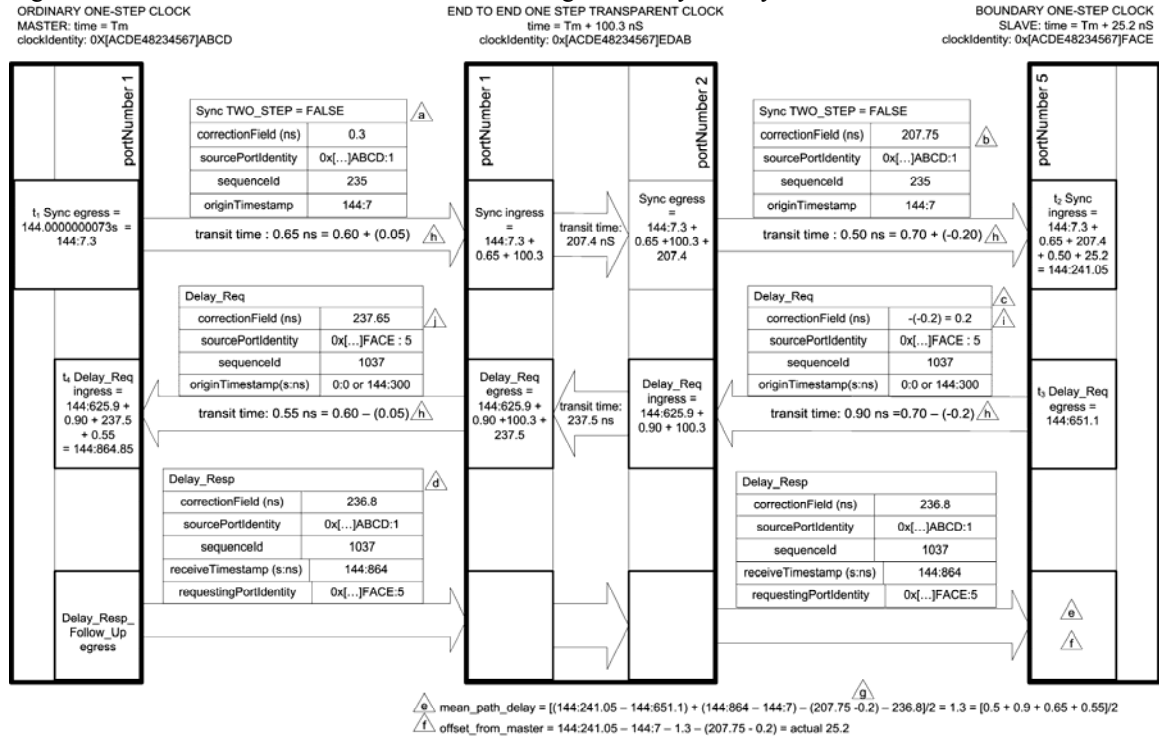 ORDINARY ONE-STEP CLOCK
MASTER: time = Tm
clockIdentity: 0X[ACDE48234567]ABCD
END TO END ONE STEP TRANSPARENT CLOCK
time = Tm + 100.3 nS
clockIdentity: 0x[ACDE48234567]EDAB
BOUNDARY ONE-STEP CLOCK
SLAVE: time = Tm + 25.2 nS
clockIdentity: 0x[ACDE48234567]FACE
portNumber 1
portNumber 1
portNumber 2
portNumber 5
Sync TWO_STEP = FALSE
a
correctionField (ns) 0.3
sourcePortIdentity 0x[…]ABCD:1
sequenceId 235
originTimestamp 144:7
Sync TWO_STEP = FALSE
correctionField (ns) 207.75
b
sourcePortIdentity 0x[…]ABCD:1
sequenceId 235
originTimestamp 144:7
t₁ Sync egress =
144.0000000073s =
144:7.3
transit time : 0.65 ns = 0.60 + (0.05) h
Sync ingress
=
144:7.3 +
0.65 + 100.3
transit time:
207.4 nS
Sync egress
=
144:7.3 +
0.65 +100.3 +
207.4
transit time : 0.50 ns = 0.70 + (-0.20) h
t₂ Sync
ingress =
144:7.3 +
0.65 + 207.4
+ 0.50 + 25.2
= 144:241.05
Delay_Req
correctionField (ns) 237.65
j
sourcePortIdentity 0x[…]FACE : 5
sequenceId 1037
originTimestamp(s:ns) 0:0 or 144:300
Delay_Req
c
correctionField (ns) -(-0.2) = 0.2
i
sourcePortIdentity 0x[…]FACE : 5
sequenceId 1037
originTimestamp(s:ns) 0:0 or 144:300
t₄ Delay_Req
ingress =
144:625.9 +
0.90 + 237.5
+ 0.55
= 144:864.85
transit time: 0.55 ns = 0.60 – (0.05) h
Delay_Req
egress =
144:625.9 +
0.90 +100.3 +
237.5
transit time:
237.5 ns
Delay_Req
ingress =
144:625.9 +
0.90 + 100.3
transit time: 0.90 ns =0.70 – (-0.2) h
t₃ Delay_Req
egress =
144:651.1
Delay_Resp
d
correctionField (ns) 236.8
sourcePortIdentity 0x[…]ABCD:1
sequenceId 1037
receiveTimestamp (s:ns) 144:864
requestingPortIdentity 0x[…]FACE:5
Delay_Resp
correctionField (ns) 236.8
sourcePortIdentity 0x[…]ABCD:1
sequenceId 1037
receiveTimestamp (s:ns) 144:864
requestingPortIdentity 0x[…]FACE:5
Delay_Resp_
Follow_Up
egress
e
f
g
e mean_path_delay = [(144:241.05 – 144:651.1) + (144:864 – 144:7) – (207.75 -0.2) – 236.8]/2 = 1.3 = [0.5 + 0.9 + 0.65 + 0.55]/2
f offset_from_master = 144:241.05 – 144:7 – 1.3 – (207.75 - 0.2) = actual 25.2